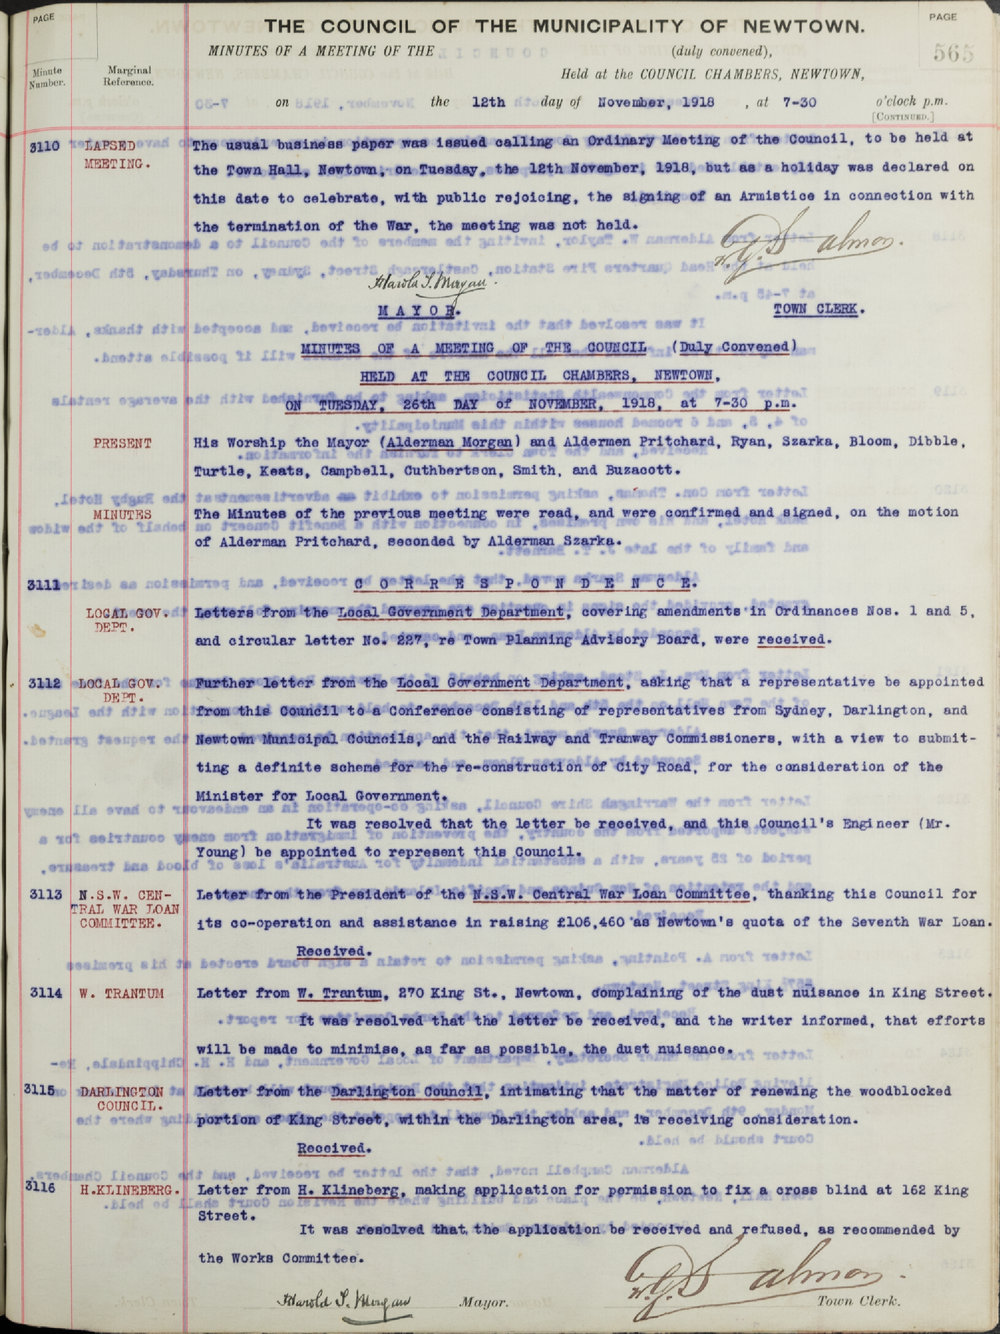 PAGE
THE COUNCIL OF THE MUNICIPALITY OF NEWTOWN.
PAGE
565
MINUTES OF A MEETING OF THE (duly convened),
Minute Number.
Marginal Reference.
Held at the COUNCIL CHAMBERS, NEWTOWN,
on the 12th day of November, 1918 , at 7-30 o'clock p.m.
[CONTINUED.]
3110 LAPSED MEETING.
The usual business paper was issued calling an Ordinary Meeting of the Council, to be held at
the Town Hall, Newtown, on Tuesday, the 12th November, 1918, but as a holiday was declared on
this date to celebrate, with public rejoicing, the signing of an Armistice in connection with
the termination of the War, the meeting was not held.
Harold T. Morgan.
MAYOR.
TOWN CLERK.
MINUTES OF A MEETING OF THE COUNCIL (Duly Convened)
HELD AT THE COUNCIL CHAMBERS, NEWTOWN,
ON TUESDAY, 26th DAY of NOVEMBER, 1918, at 7-30 p.m.
PRESENT
His Worship the Mayor (Alderman Morgan) and Aldermen Pritchard, Ryan, Szarka, Bloom, Dibble,
Turtle, Keats, Campbell, Cuthbertson, Smith, and Buzacott.
MINUTES
The Minutes of the previous meeting were read, and were confirmed and signed, on the motion
of Alderman Pritchard, seconded by Alderman Szarka.
3111 CORRESPONDENCE.
LOCAL GOV. DEPT.
Letters from the Local Government Department, covering amendments in Ordinances Nos. 1 and 5,
and circular letter No. 227, re Town Planning Advisory Board, were received.
3112 LOCAL GOV. DEPT.
Further letter from the Local Government Department, asking that a representative be appointed
from this Council to a Conference consisting of representatives from Sydney, Darlington, and
Newtown Municipal Councils, and the Railway and Tramway Commissioners, with a view to submit-
ting a definite scheme for the re-construction of City Road, for the consideration of the
Minister for Local Government.
It was resolved that the letter be received, and this Council's Engineer (Mr.
Young) be appointed to represent this Council.
3113 N.S.W. CEN-
TRAL WAR LOAN
COMMITTEE.
Letter from the President of the N.S.W. Central War Loan Committee, thanking this Council for
its co-operation and assistance in raising £106,460 as Newtown's quota of the Seventh War Loan.
Received.
3114 W. TRANTUM
Letter from W. Trantum, 270 King St., Newtown, complaining of the dust nuisance in King Street.
It was resolved that the letter be received, and the writer informed, that efforts
will be made to minimise, as far as possible, the dust nuisance.
3115 DARLINGTON COUNCIL.
Letter from the Darlington Council, intimating that the matter of renewing the woodblocked
portion of King Street, within the Darlington area, is receiving consideration.
Received.
3116 H.KLINEBERG.
Letter from H. Klineberg, making application for permission to fix a cross blind at 162 King
Street.
It was resolved that the application be received and refused, as recommended by
the Works Committee.
Harold T. Morgan Mayor.
Salmon. Town Clerk.